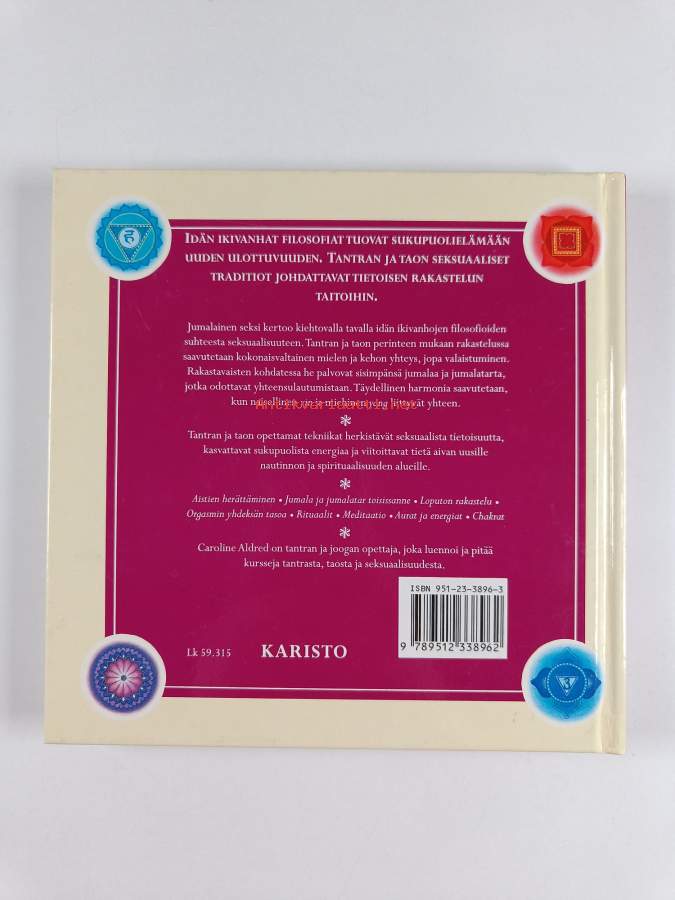 Idän ikivanhat filosofiat tuovat sukupuolielämään
uuden ulottuvuuden. Tantran ja taon seksuaaliset
traditiot johdattavat tietoisen rakastelun
taitoihin.
Jumalainen seksi kertoo kiehtovalla tavalla idän ikivanhojen filosofioiden
suhteesta seksuaalisuuteen. Tantran ja taon perinteen mukaan rakastelussa
saavutetaan kokonaisvaltainen mielen ja kehon yhteys, jopa valaistuminen.
Rakastavaisten kohdatessa he palvovat sisimpänsä jumalaa ja jumalatarta,
jotka odottavat yhteensulautumistaan. Täydellinen harmonia saavutetaan,
kun naisellinen ja miehinen liittyvät yhteen.
Antikvariaatti.net
Tantran ja taon opettamat tekniikat herkistävät seksuaalista tietoisuutta,
kasvattavat sukupuolista energiaa ja viitoittavat tietä aivan uusille
nautinnon ja spirituaalisuuden alueille.
Aistien herättäminen • Jumala ja jumalatar toisissanne • Loputon rakastelu •
Orgasmin yhdeksän tasoa • Rituaalit • Meditaatio • Aurat ja energiat • Chakrat
Caroline Aldred on tantran ja joogan opettaja, joka luennoi ja pitää
kursseja tantrasta, taosta ja seksuaalisuudesta.
ISBN 951-23-3896-3
9 789512 338962
Lk 59.315 KARISTO